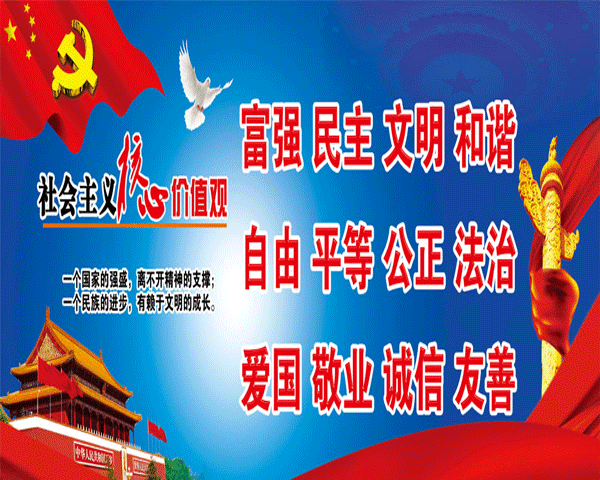 社会主义核心价值观
一个国家的强盛，离不开精神的支撑；
一个民族的进步，有赖于文明的成长。
富强 民主 文明 和谐
自由 平等 公正 法治
爱国 敬业 诚信 友善